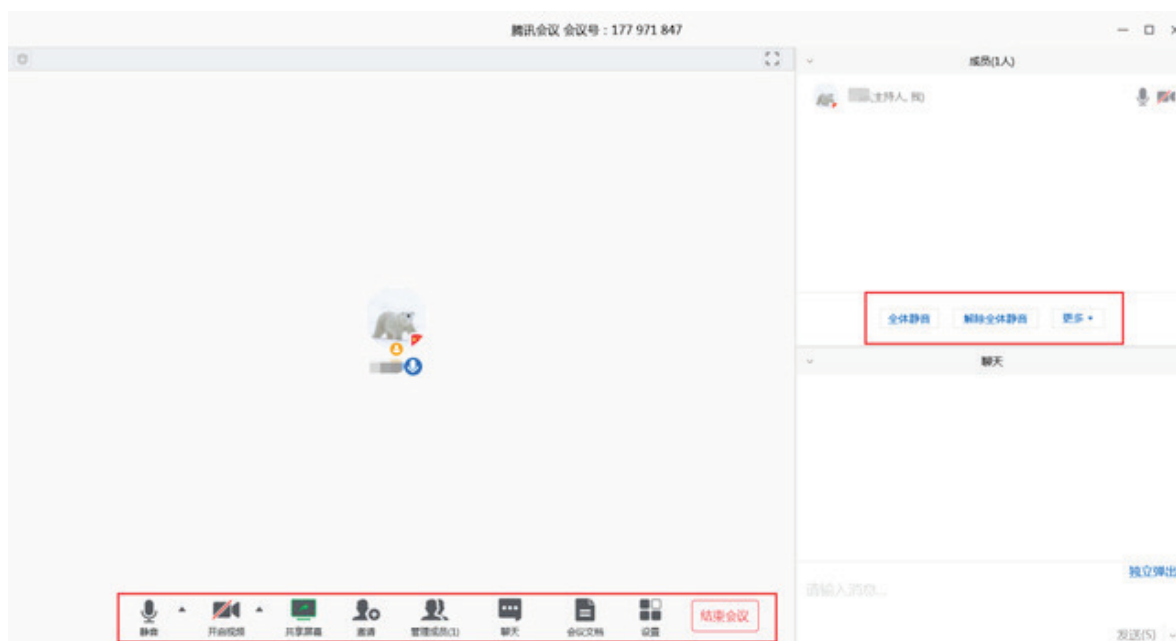 腾讯会议 会议号：177 971 847
成员(1人)
(主持人, 我)
全体静音 解除全体静音 更多
聊天
独立弹出
请输入消息...
静音 开启视频 共享屏幕 邀请 管理成员(1) 聊天 会议文档 设置 结束会议
发送(S)